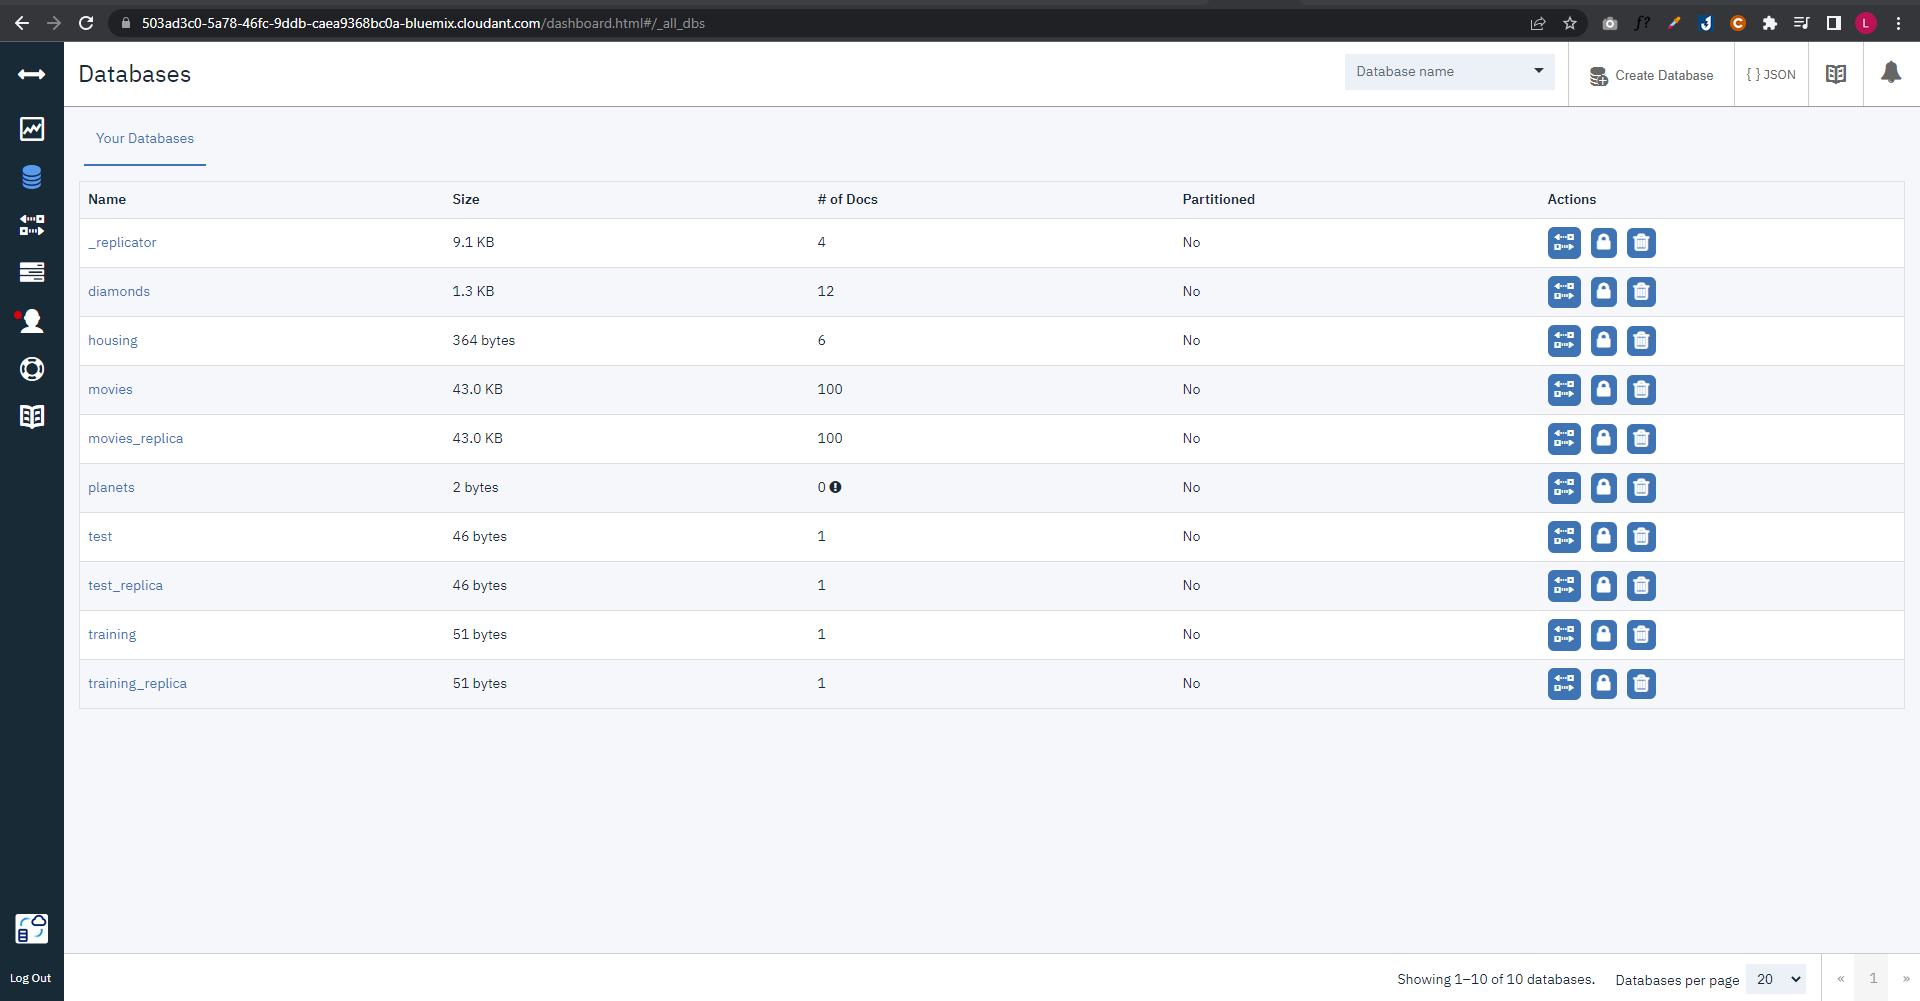 503ad3c0-5a78-46fc-9ddb-caea9368bc0a-bluemix.cloudant.com/dashboard.html#/_all_dbs
f?
C
L
Databases
Database name
Create Database
{ } JSON
Your Databases
Name Size # of Docs Partitioned Actions
_replicator 9.1 KB 4 No
diamonds 1.3 KB 12 No
housing 364 bytes 6 No
movies 43.0 KB 100 No
movies_replica 43.0 KB 100 No
planets 2 bytes 0 No
test 46 bytes 1 No
test_replica 46 bytes 1 No
training 51 bytes 1 No
training_replica 51 bytes 1 No
Log Out
Showing 1–10 of 10 databases. Databases per page 20 « 1 »